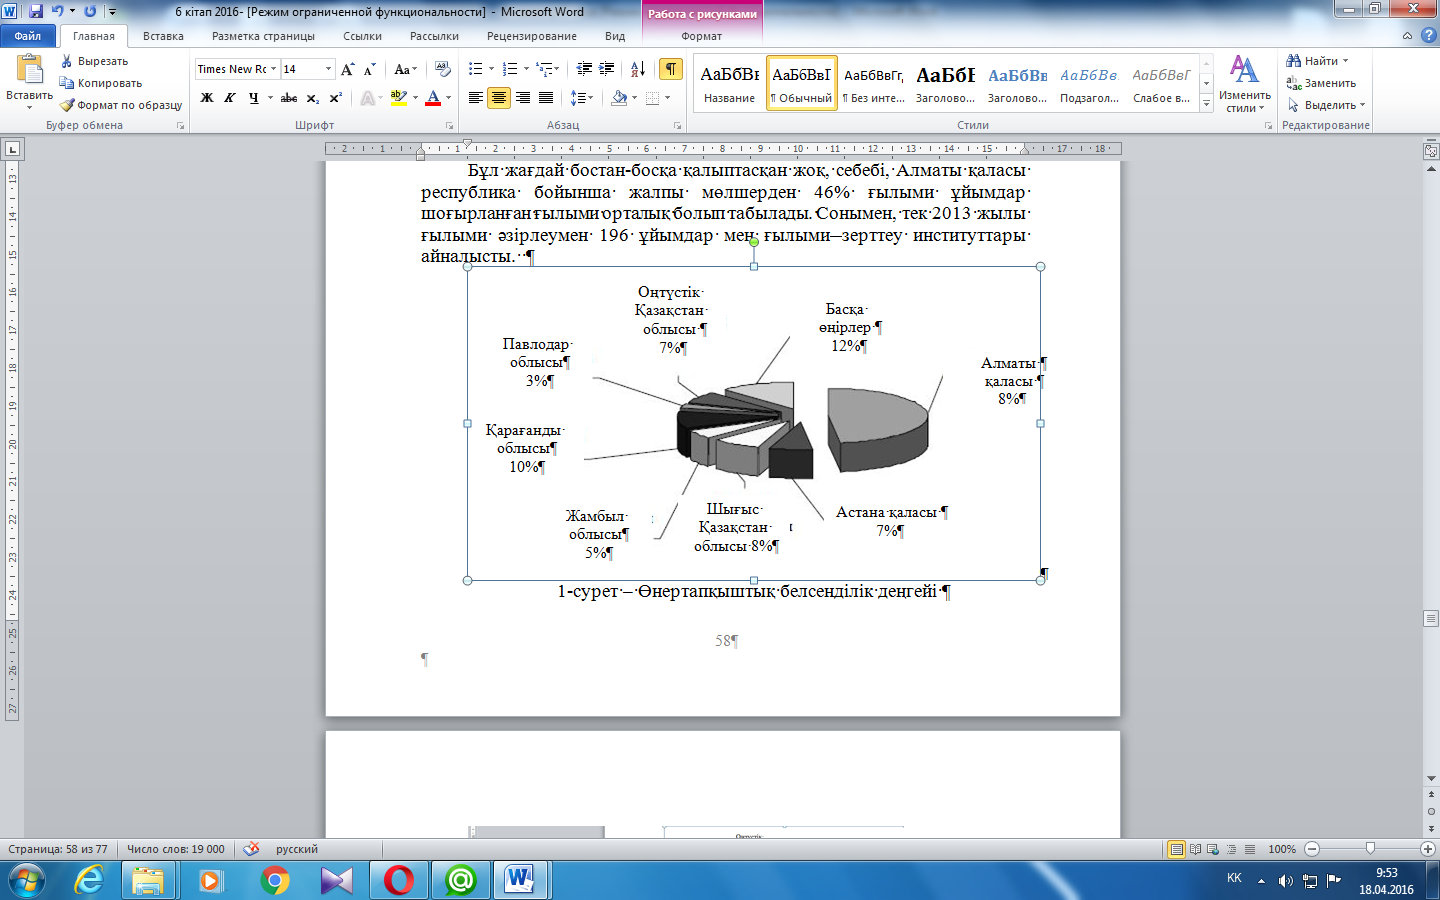 6 кітап 2016- [Режим ограниченной функциональности] - Microsoft Word
Работа с рисунками
Файл
Главная
Вставка
Разметка страницы
Ссылки
Рассылки
Рецензирование
Вид
Формат
Вставить
Вырезать
Копировать
Формат по образцу
Буфер обмена
Times New Ro
14
Шрифт
Абзац
АаБбВв Название
АаБбВвГ ¶ Обычный
АаБбВвГг ¶ Без инте...
АаБбВ Заголово...
АаБбВв Заголово...
АаБбВв Подзагол...
АаБбВвГ Слабое в...
Изменить стили
Стили
Найти
Заменить
Выделить
Редактирование
Бұл жағдай бостан-босқа қалыптасқан жоқ, себебі, Алматы қаласы
республика бойынша жалпы мөлшерден 46% ғылыми ұйымдар
шоғырланған ғылыми орталық болып табылады. Сонымен, тек 2013 жылы
ғылыми әзірлеумен 196 ұйымдар мен ғылыми–зерттеу институттары
айналысты. ¶
Оңтүстік
Қазақстан
облысы ¶
7%¶
Басқа
өңірлер ¶
12%¶
Павлодар
облысы¶
3%¶
Алматы ¶
қаласы ¶
8%¶
Қарағанды
облысы¶
10%¶
Жамбыл
облысы¶
5%¶
Шығыс
Қазақстан
облысы 8%¶
Астана қаласы ¶
7%¶
1-сурет – Өнертапқыштық белсенділік деңгейі ¶
58¶
¶
Страница: 58 из 77
Число слов: 19 000
русский
100%
KK
9:53
18.04.2016